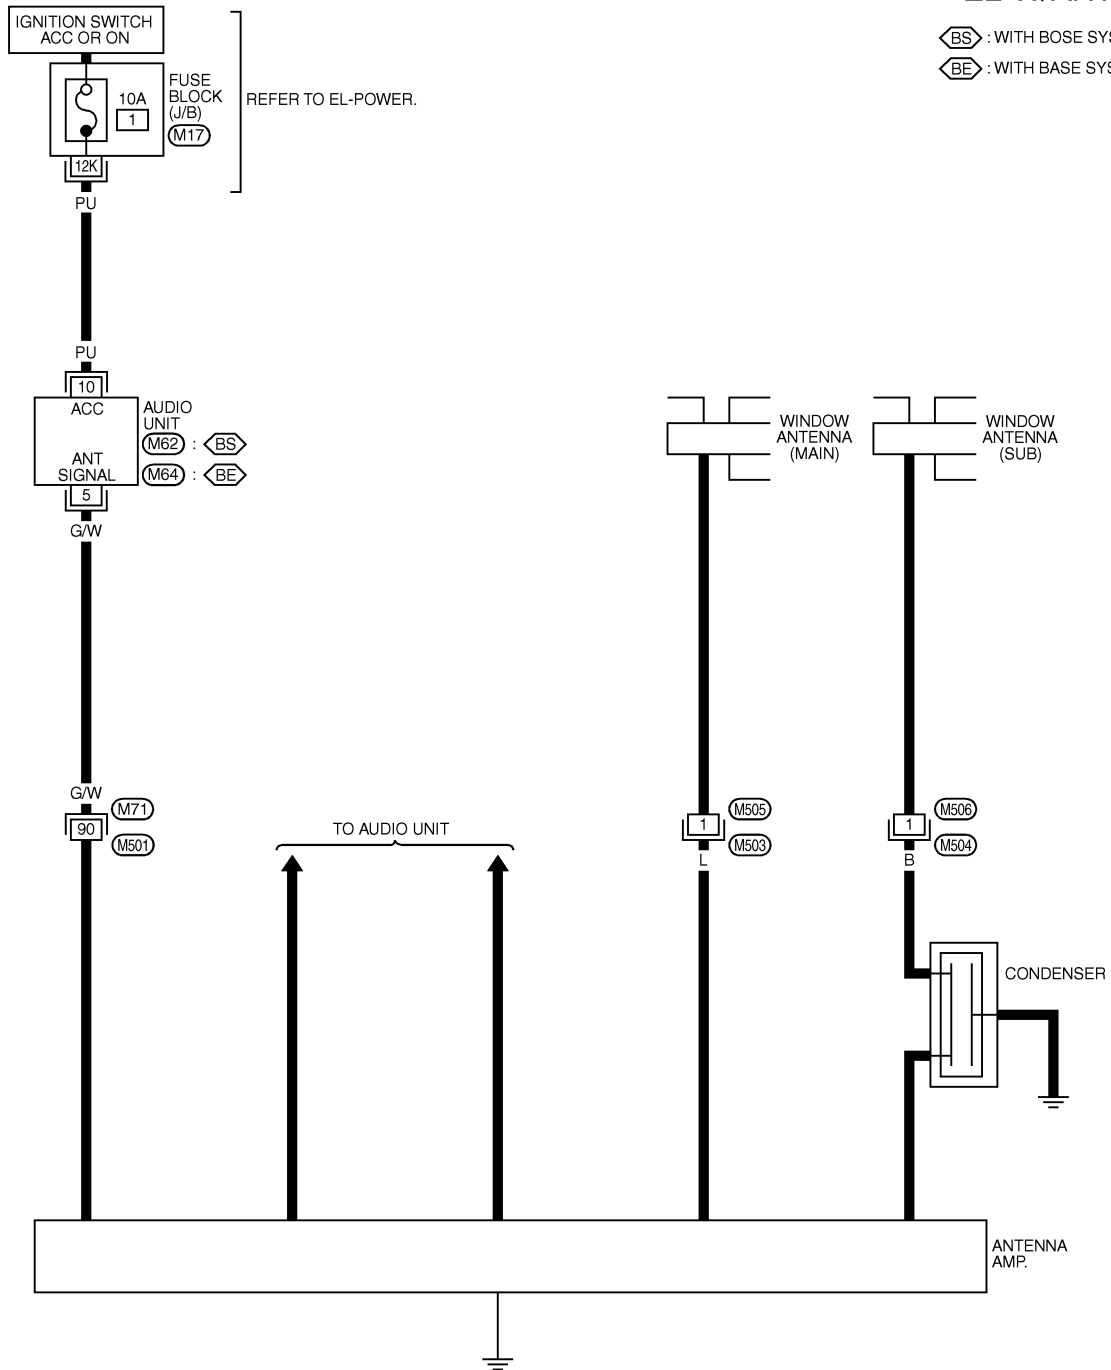 IGNITION SWITCH
ACC OR ON
BS : WITH BOSE
BE : WITH BASE
10A
1
FUSE
BLOCK
(J/B)
M17
REFER TO EL-POWER.
12K
PU
PU
10
ACC
ANT
SIGNAL
5
AUDIO
UNIT
M62 : BS
M64 : BE
G/W
WINDOW
ANTENNA
(MAIN)
WINDOW
ANTENNA
(SUB)
G/W
M71
90
M501
TO AUDIO UNIT
1
M505
M503
L
1
M506
M504
B
CONDENSER
ANTENNA
AMP.